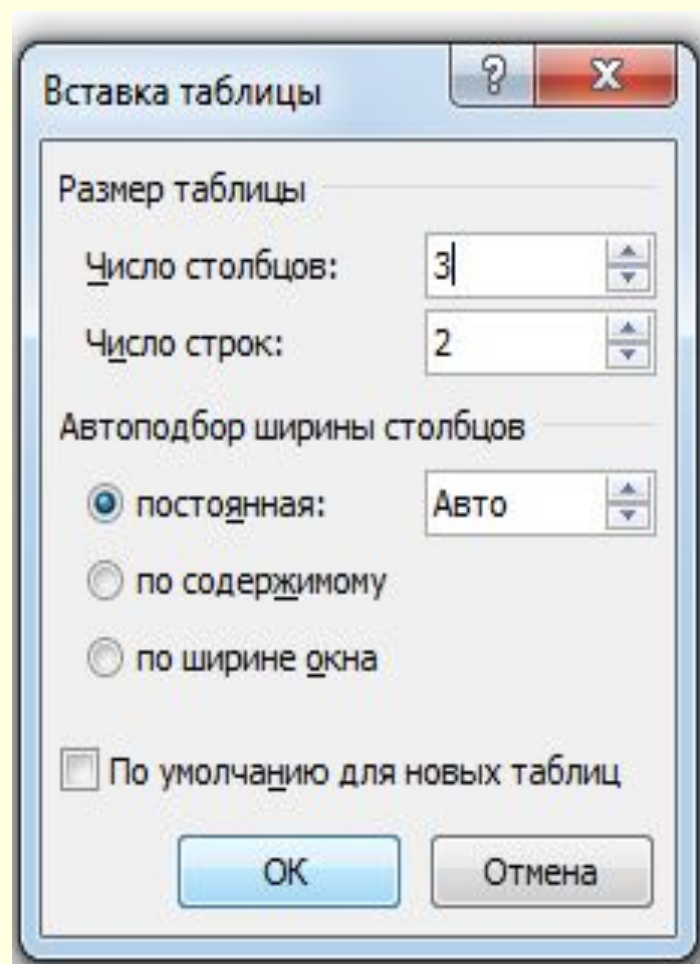 Вставка таблицы
Размер таблицы
Число столбцов: 3
Число строк: 2
Автоподбор ширины столбцов
постоянная: Авто
по содержимому
по ширине окна
По умолчанию для новых таблиц
ОК Отмена